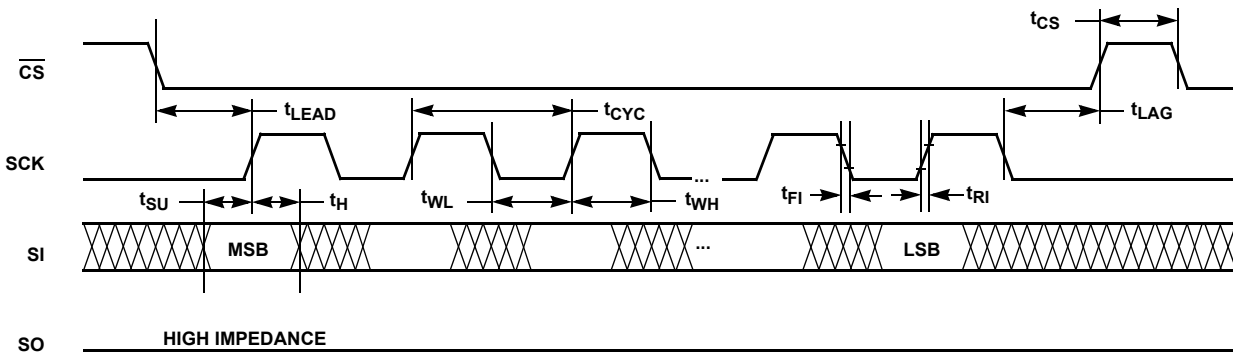 tCS
CS
tLEAD
tCYC
tLAG
SCK
...
tSU
tH
tWL
tWH
tFI
tRI
SI
MSB
...
LSB
SO
HIGH IMPEDANCE